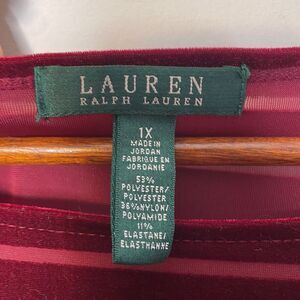 LAUREN
RALPH LAUREN
1X
MADE IN
JORDAN
FABRIQUE EN
JORDANIE
53%
POLYESTER/
POLYESTER
36%NYLON/
POLYAMIDE
11%
ELASTANE/
ELASTHANNE